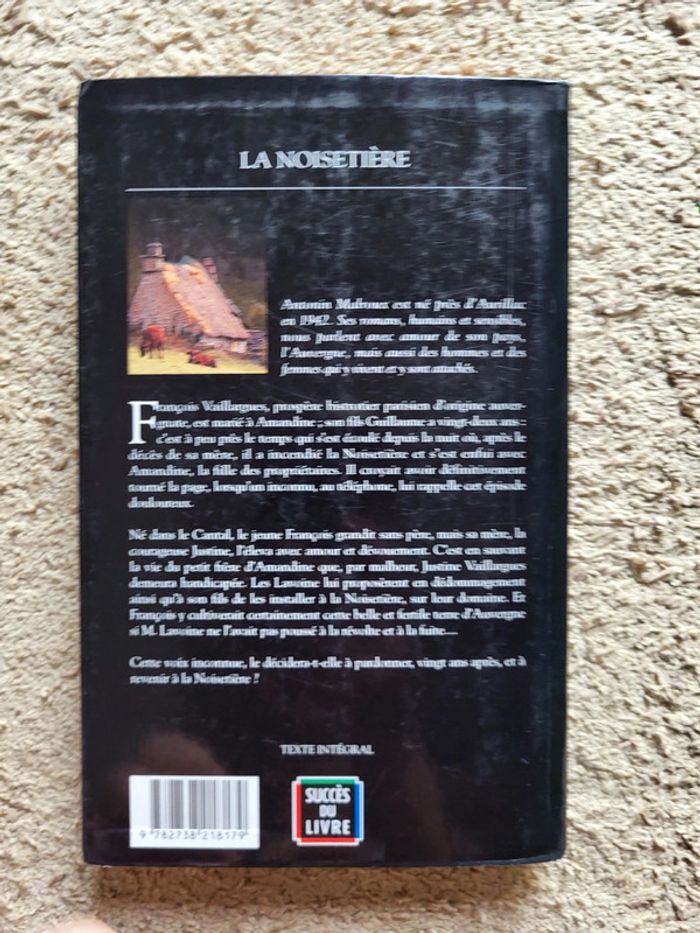 LA NOISETIÈRE
Antonin Malroux est né près d'Aurillac
en 1942. Ses romans, humains et sensibles,
nous parlent avec amour de son pays,
l'Auvergne, mais aussi des hommes et des
femmes qui y vivent et y sont attachés.
François Vaillagues, prospère bistrotier parisien d'origine auver-
gnate, est marié à Amandine ; son fils Guillaume a vingt-deux ans :
c'est à peu près le temps qui s'est écoulé depuis la nuit où, après le
décès de sa mère, il a incendié la Noisetière et s'est enfui avec
Amandine, la fille des propriétaires. Il croyait avoir définitivement
tourné la page, lorsqu'un inconnu, au téléphone, lui rappelle cet épisode
douloureux.
Né dans le Cantal, le jeune François grandit sans père, mais sa mère, la
courageuse Justine, l'éleva avec amour et dévouement. C'est en sauvant
la vie du petit frère d'Amandine que, par malheur, Justine Vaillagues
demeura handicapée. Les Lavoine lui proposèrent en dédommagement
ainsi qu'à son fils de les installer à la Noisetière, sur leur domaine. Et
François y cultiverait certainement cette belle et fertile terre d'Auvergne
si M. Lavoine ne l'avait pas poussé à la révolte et à la fuite...
Cette voix inconnue, le décidera-t-elle à pardonner, vingt ans après, et à
revenir à la Noisetière ?
TEXTE INTÉGRAL
SUCCÈS
DU
LIVRE
9 782738 218179